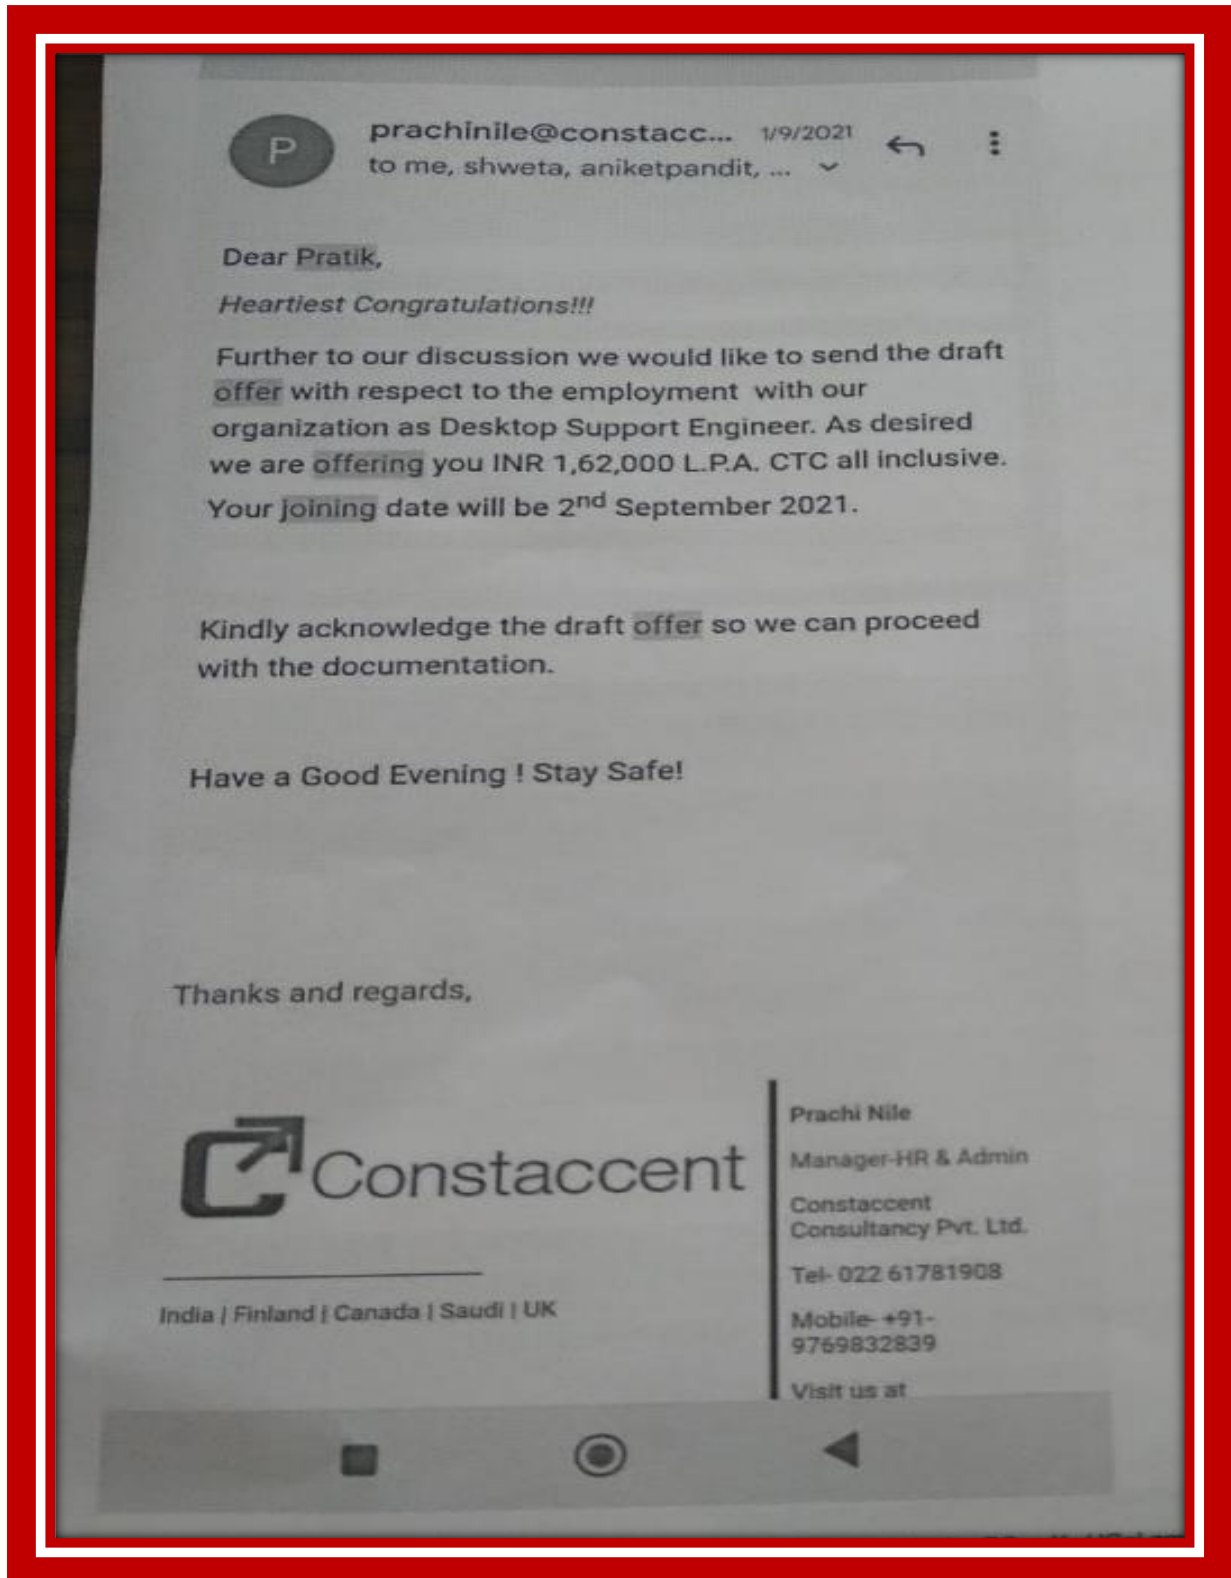 P
prachinile@constacc... 1/9/2021
to me, shweta, aniketpandit, ...
Dear Pratik,
Heartiest Congratulations!!!
Further to our discussion we would like to send the draft
offer with respect to the employment with our
organization as Desktop Support Engineer. As desired
we are offering you INR 1,62,000 L.P.A. CTC all inclusive.
Your joining date will be 2nd September 2021.
Kindly acknowledge the draft offer so we can proceed
with the documentation.
Have a Good Evening ! Stay Safe!
Thanks and regards,
Constaccent
India | Finland | Canada | Saudi | UK
Prachi Nile
Manager-HR & Admin
Constaccent
Consultancy Pvt. Ltd.
Tel- 022 61781908
Mobile- +91-
9769832839
Visit us at